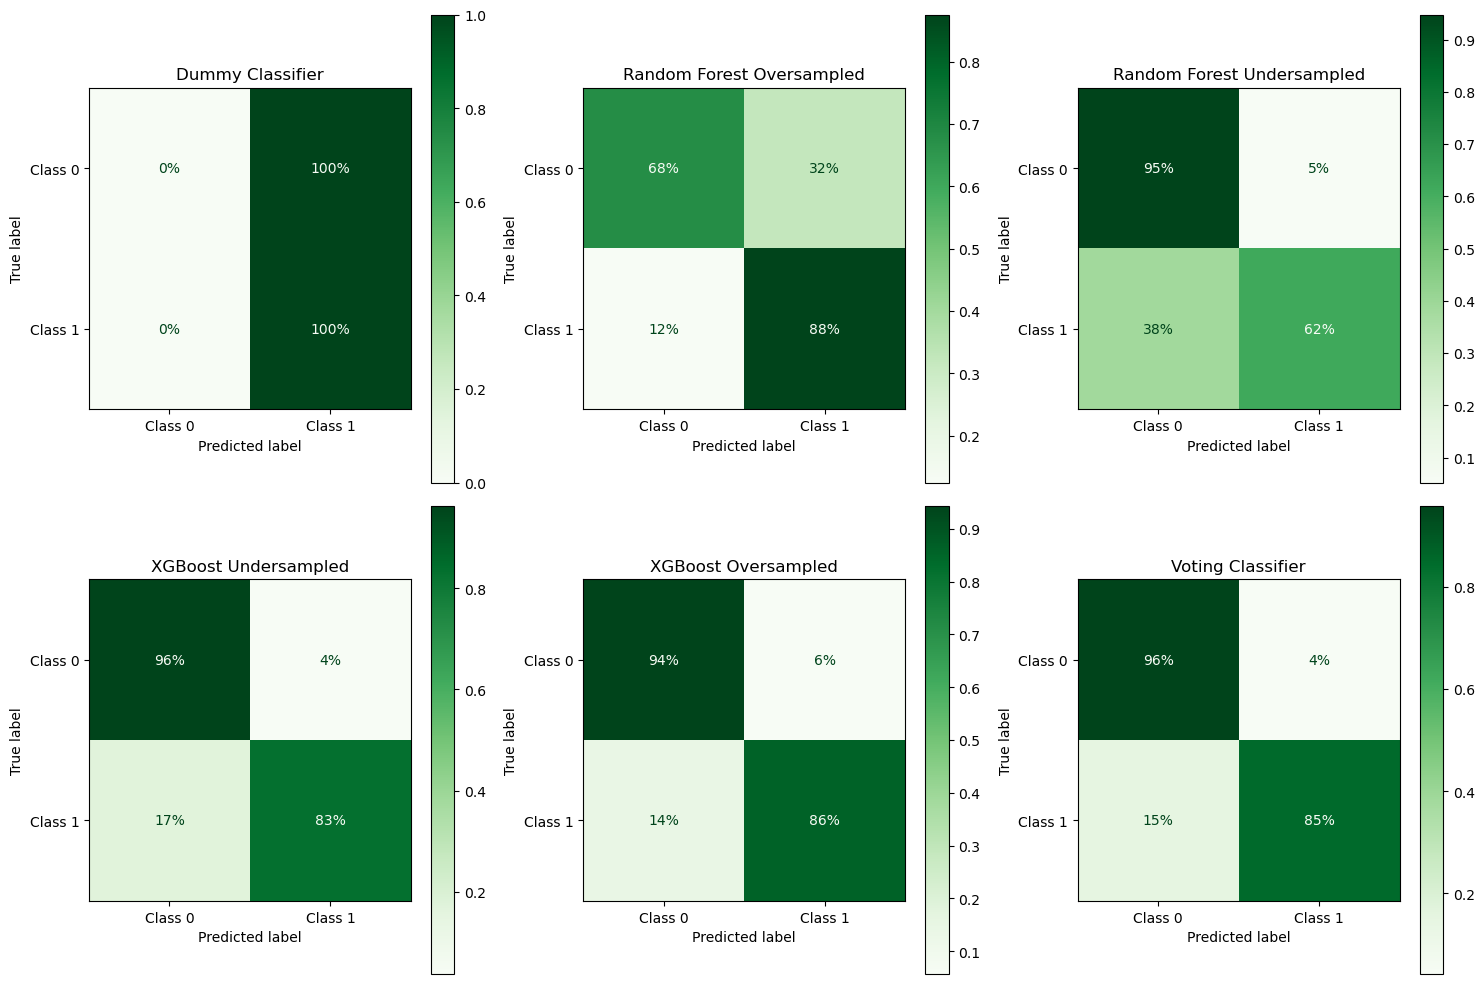 Dummy Classifier
1.0
0.8
0.6
0.4
0.2
0.0
True label
Class 0
0%
100%
Class 1
0%
100%
Class 0
Class 1
Predicted label
Random Forest Oversampled
0.8
0.7
0.6
0.5
0.4
0.3
0.2
True label
Class 0
68%
32%
Class 1
12%
88%
Class 0
Class 1
Predicted label
Random Forest Undersampled
0.9
0.8
0.7
0.6
0.5
0.4
0.3
0.2
0.1
True label
Class 0
95%
5%
Class 1
38%
62%
Class 0
Class 1
Predicted label
XGBoost Undersampled
0.8
0.6
0.4
0.2
True label
Class 0
96%
4%
Class 1
17%
83%
Class 0
Class 1
Predicted label
XGBoost Oversampled
0.9
0.8
0.7
0.6
0.5
0.4
0.3
0.2
0.1
True label
Class 0
94%
6%
Class 1
14%
86%
Class 0
Class 1
Predicted label
Voting Classifier
0.8
0.6
0.4
0.2
True label
Class 0
96%
4%
Class 1
15%
85%
Class 0
Class 1
Predicted label